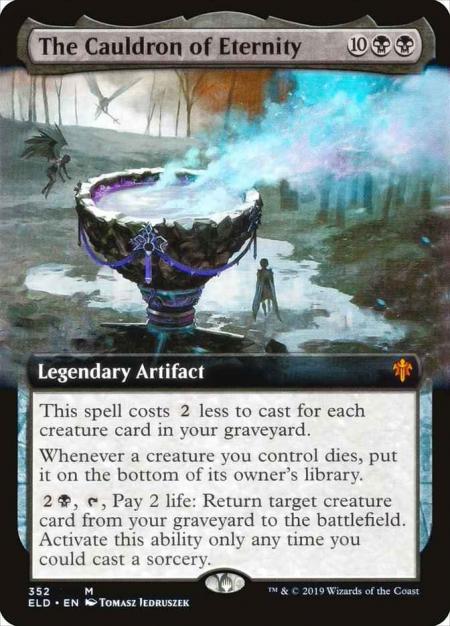 The Cauldron of Eternity 10
Legendary Artifact
This spell costs 2 less to cast for each
creature card in your graveyard.
Whenever a creature you control dies, put
it on the bottom of its owner's library.
2, , Pay 2 life: Return target creature
card from your graveyard to the battlefield.
Activate this ability only any time you
could cast a sorcery.
352 M
ELD • EN Tomasz Jedruszek
™ & © 2019 Wizards of the Coast